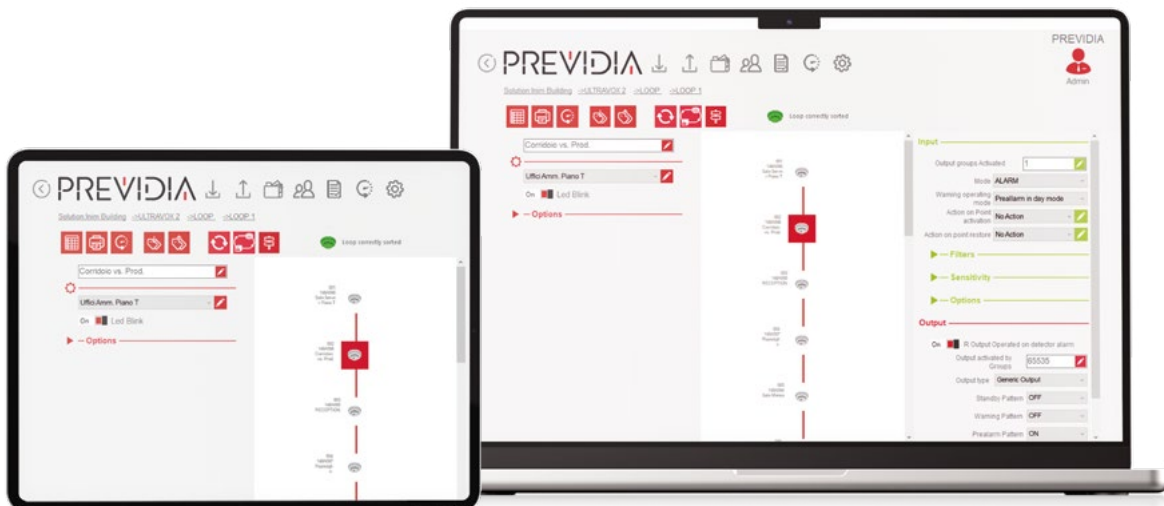 PREVIDIA
Solution from Building ->ULTRAVOX 2 ->LOOP ->LOOP 1
Loop correctly sorted
Corridoio vs. Prod.
Uffici Amm. Piano T
On Led Blink
Options
RECEPTION
PREVIDIA
PREVIDIA
Admin
Solution from Building ->ULTRAVOX 2 ->LOOP ->LOOP 1
Loop correctly sorted
Corridoio vs. Prod.
Uffici Amm. Piano T
On Led Blink
Options
RECEPTION
Input
Output groups Activated 1
Mode ALARM
Warning operating mode Prealarm in day mode
Action on Point activation No Action
Action on point restore No Action
Filters
Sensitivity
Options
Output
On R Output Operated on detector alarm
Output activated by Groups 65535
Output type Generic Output
Standby Pattern OFF
Warning Pattern OFF
Prealarm Pattern ON